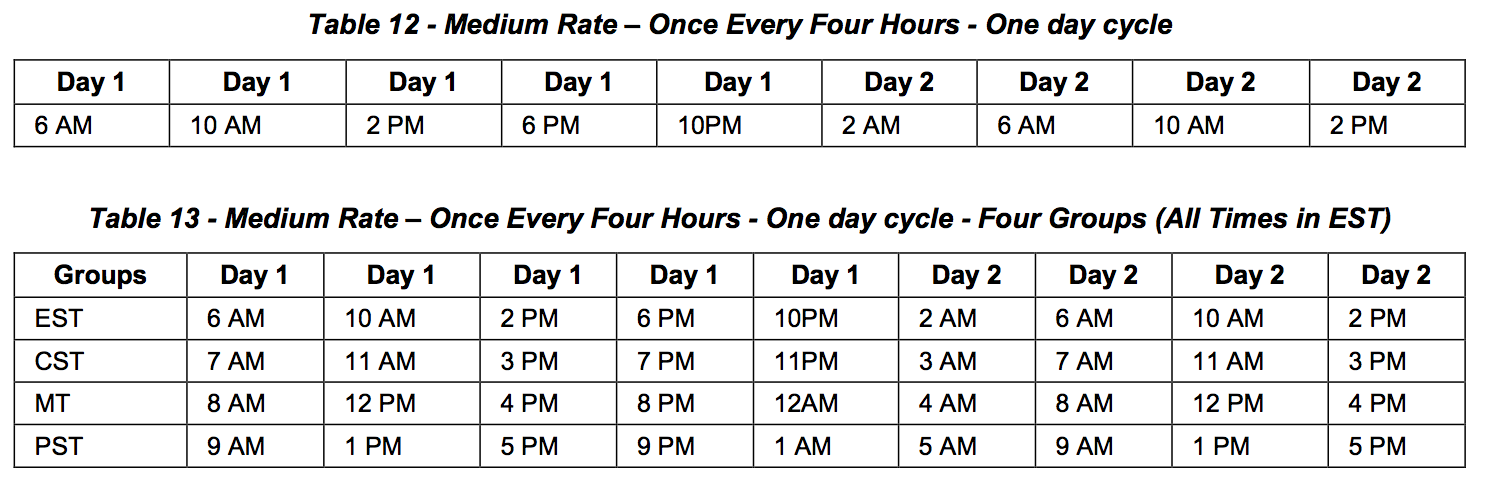 Table 12 - Medium Rate – Once Every Four Hours - One day cycle
Day 1 Day 1 Day 1 Day 1 Day 1 Day 2 Day 2 Day 2 Day 2
6 AM 10 AM 2 PM 6 PM 10PM 2 AM 6 AM 10 AM 2 PM
Table 13 - Medium Rate – Once Every Four Hours - One day cycle - Four Groups (All Times in EST)
Groups Day 1 Day 1 Day 1 Day 1 Day 1 Day 2 Day 2 Day 2 Day 2
EST 6 AM 10 AM 2 PM 6 PM 10PM 2 AM 6 AM 10 AM 2 PM
CST 7 AM 11 AM 3 PM 7 PM 11PM 3 AM 7 AM 11 AM 3 PM
MT 8 AM 12 PM 4 PM 8 PM 12AM 4 AM 8 AM 12 PM 4 PM
PST 9 AM 1 PM 5 PM 9 PM 1 AM 5 AM 9 AM 1 PM 5 PM